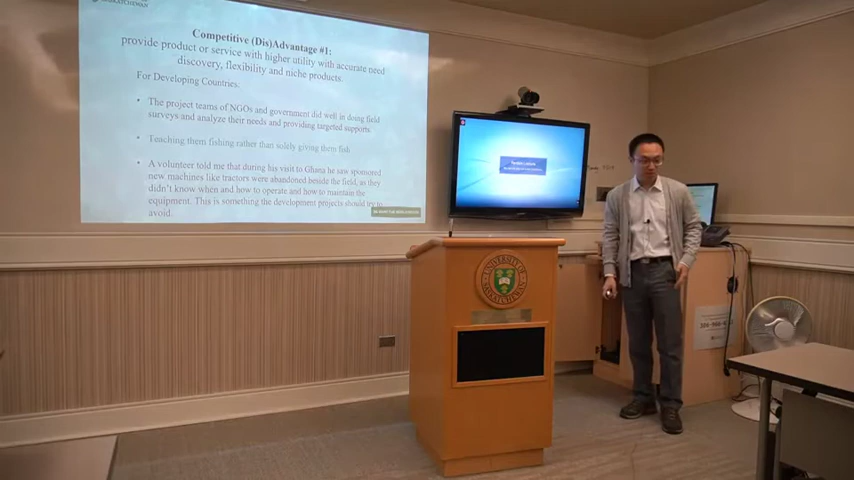 SASKATCHEWAN
Competitive (Dis)Advantage #1:
provide product or service with higher utility with accurate need
discovery, flexibility and niche products.
For Developing Countries.
• The project teams of NGOs and government did well in doing field
surveys and analyze their needs and providing targeted supports.
• Teaching them fishing rather than solely giving them fish.
• A volunteer told me that during his visit to Ghana he saw sponsored
new machines like tractors were abandoned beside the field, as they
didn't know when and how to operate and how to maintain the
equipment. This is something the development projects should try to
avoid.
UNIVERSITY OF
SASKATCHEWAN